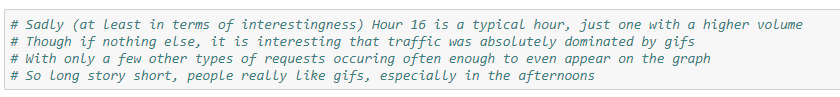 # Sadly (at least in terms of interestingness) Hour 16 is a typical hour, just one with a higher volume
# Though if nothing else, it is interesting that traffic was absolutely dominated by gifs
# With only a few other types of requests occuring often enough to even appear on the graph
# So long story short, people really like gifs, especially in the afternoons